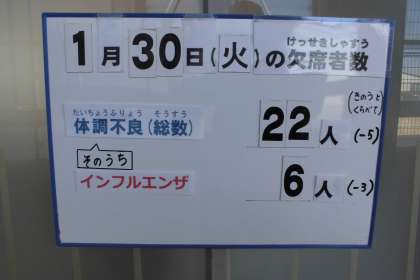 けっせきしゃすう
1月30日(火)の欠席者数
(きのうとくらべて)
たいちょうふりょう そうすう
体調不良(総数) 22人(-5)
そのうち
インフルエンザ 6人(-3)